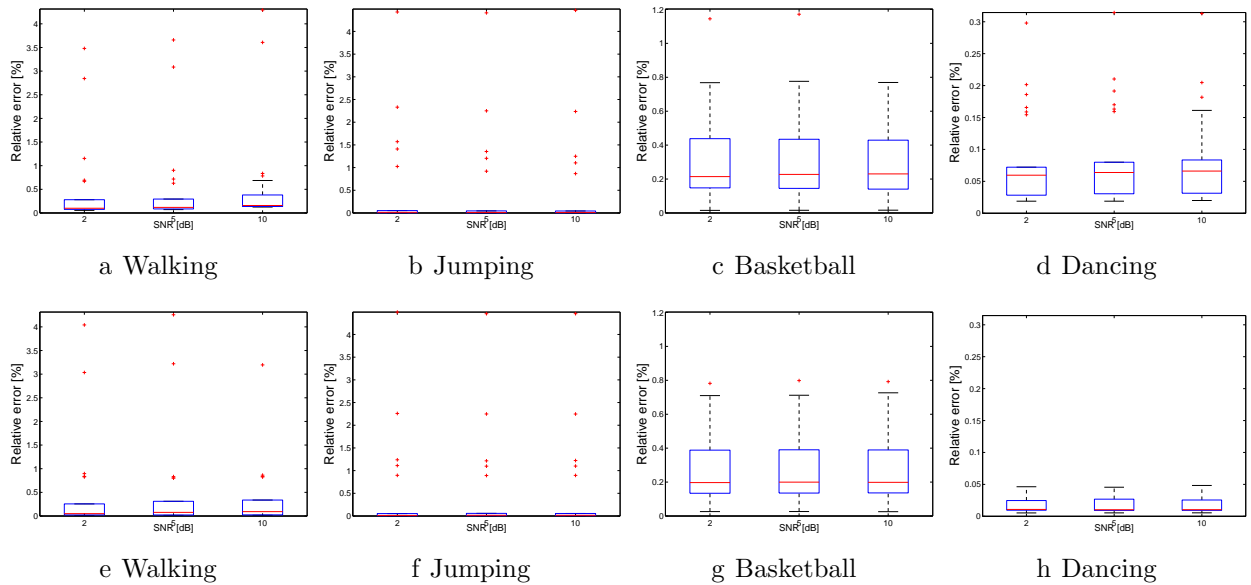 4
3.5
3
2.5
2
1.5
1
0.5
0
Relative error [%]
2 5 10
SNR [dB]
a Walking
4
3.5
3
2.5
2
1.5
1
0.5
0
Relative error [%]
2 5 10
SNR [dB]
b Jumping
1.2
1
0.8
0.6
0.4
0.2
0
Relative error [%]
2 5 10
SNR [dB]
c Basketball
0.3
0.25
0.2
0.15
0.1
0.05
0
Relative error [%]
2 5 10
SNR [dB]
d Dancing
4
3.5
3
2.5
2
1.5
1
0.5
0
Relative error [%]
2 5 10
SNR [dB]
e Walking
4
3.5
3
2.5
2
1.5
1
0.5
0
Relative error [%]
2 5 10
SNR [dB]
f Jumping
1.2
1
0.8
0.6
0.4
0.2
0
Relative error [%]
2 5 10
SNR [dB]
g Basketball
0.3
0.25
0.2
0.15
0.1
0.05
0
Relative error [%]
2 5 10
SNR [dB]
h Dancing